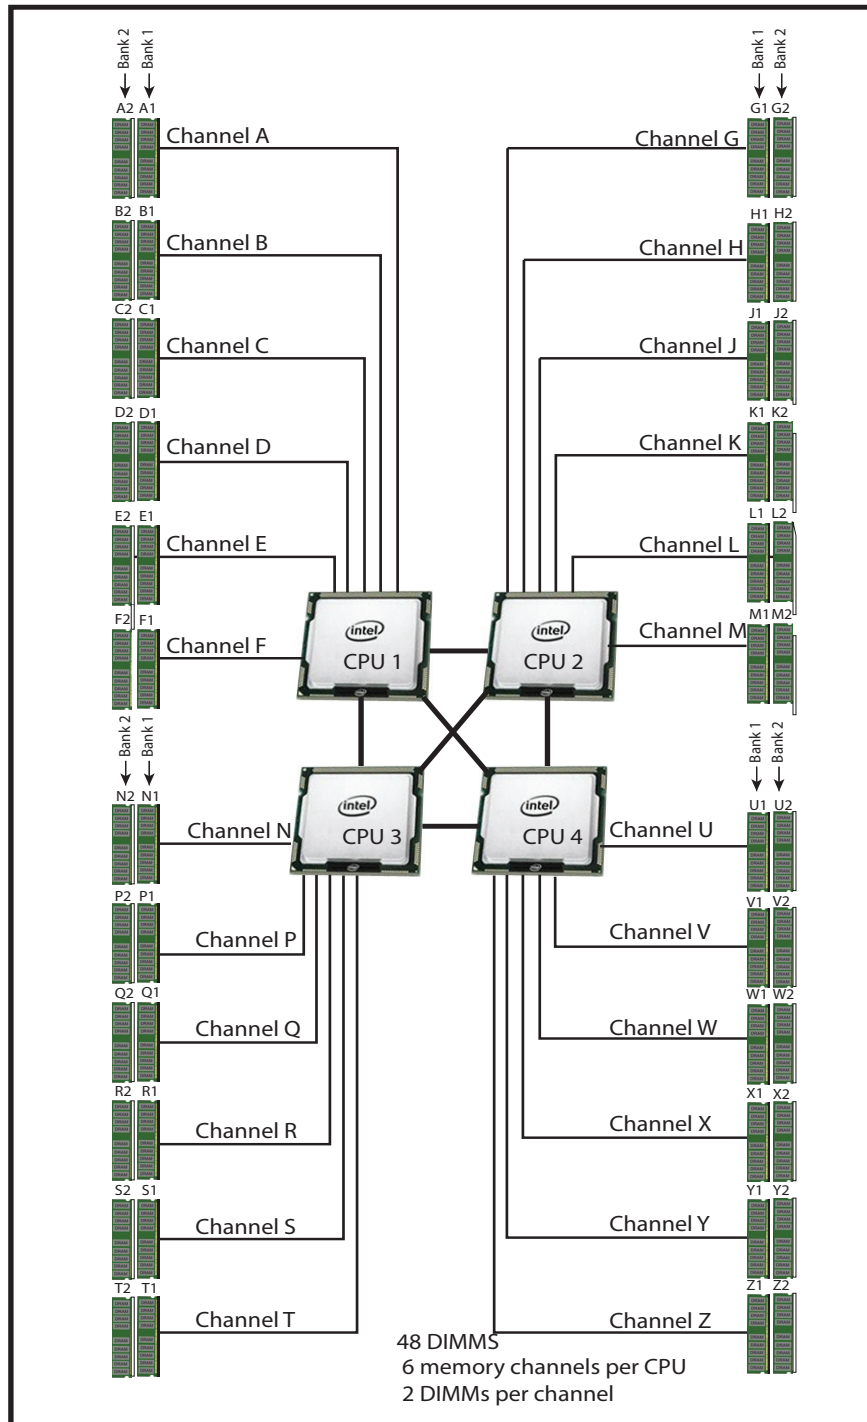 Bank 2
Bank 1
A2 A1
Channel A
B2 B1
Channel B
C2 C1
Channel C
D2 D1
Channel D
E2 E1
Channel E
F2 F1
Channel F
Bank 1
Bank 2
G1 G2
Channel G
H1 H2
Channel H
J1 J2
Channel J
K1 K2
Channel K
L1 L2
Channel L
M1 M2
Channel M
intel
CPU 1
intel
CPU 2
intel
CPU 3
intel
CPU 4
Bank 2
Bank 1
N2 N1
Channel N
P2 P1
Channel P
Q2 Q1
Channel Q
R2 R1
Channel R
S2 S1
Channel S
T2 T1
Channel T
Bank 1
Bank 2
U1 U2
Channel U
V1 V2
Channel V
W1 W2
Channel W
X1 X2
Channel X
Y1 Y2
Channel Y
Z1 Z2
Channel Z
48 DIMMS
6 memory channels per CPU
2 DIMMs per channel